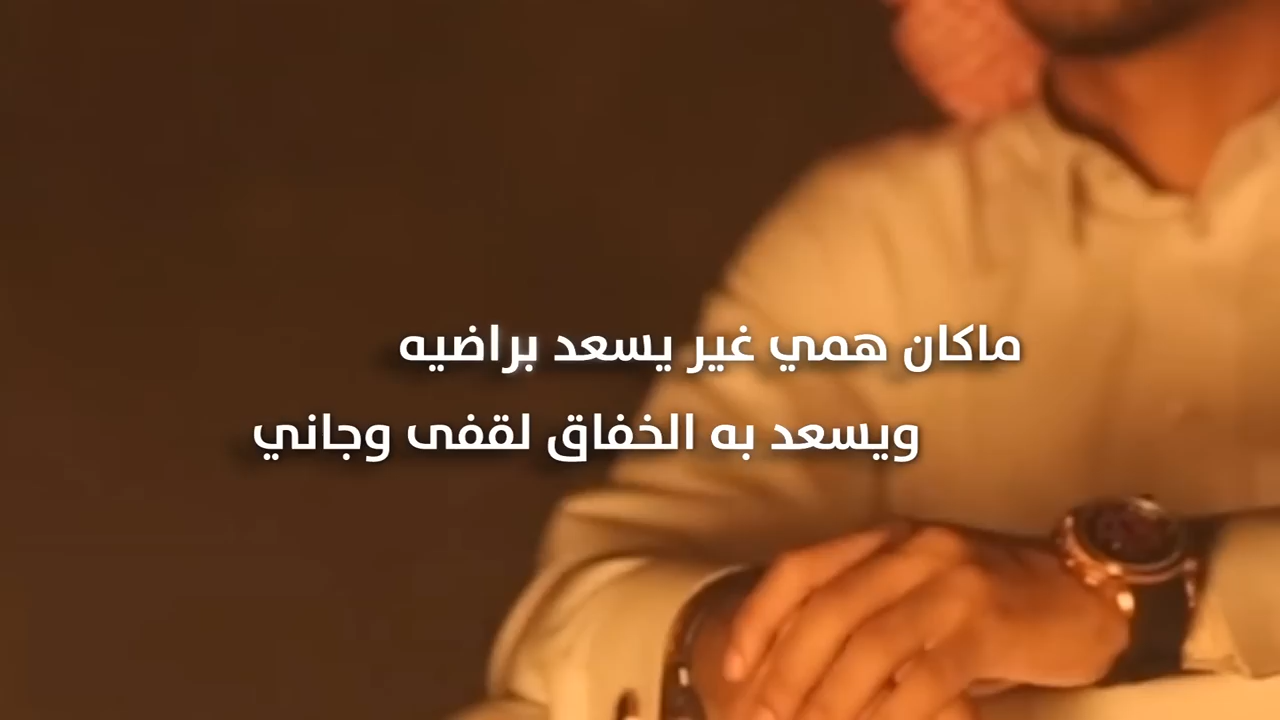 ماكان همي غير يسعد براضيه
ويسعد به الخفاق لقفى وجاني